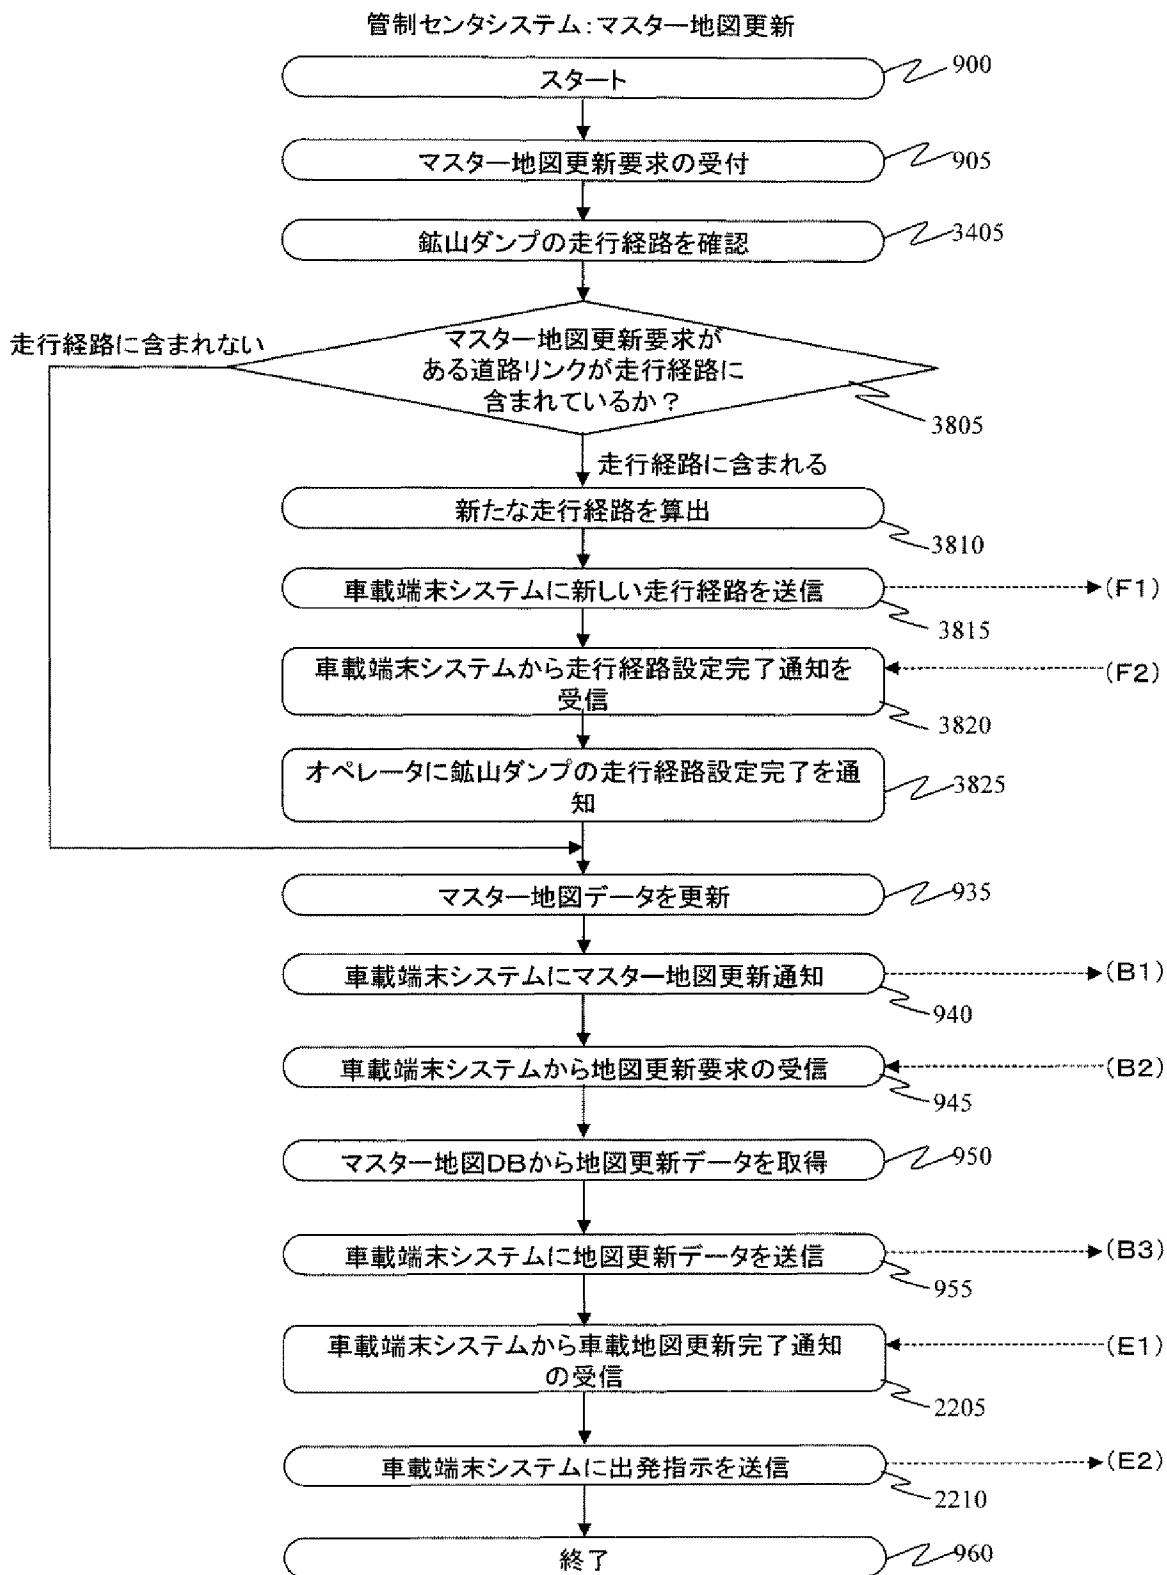 管制センタシステム：マスター地図更新
スタート
900
マスター地図更新要求の受付
905
鉱山ダンプの走行経路を確認
3405
走行経路に含まれない
マスター地図更新要求が
ある道路リンクが走行経路に
含まれているか？
3805
走行経路に含まれる
新たな走行経路を算出
3810
車載端末システムに新しい走行経路を送信
(F1)
3815
車載端末システムから走行経路設定完了通知を
受信
(F2)
3820
オペレータに鉱山ダンプの走行経路設定完了を通
知
3825
マスター地図データを更新
935
車載端末システムにマスター地図更新通知
(B1)
940
車載端末システムから地図更新要求の受信
(B2)
945
マスター地図DBから地図更新データを取得
950
車載端末システムに地図更新データを送信
(B3)
955
車載端末システムから車載地図更新完了通知
の受信
(E1)
2205
車載端末システムに出発指示を送信
(E2)
2210
終了
960